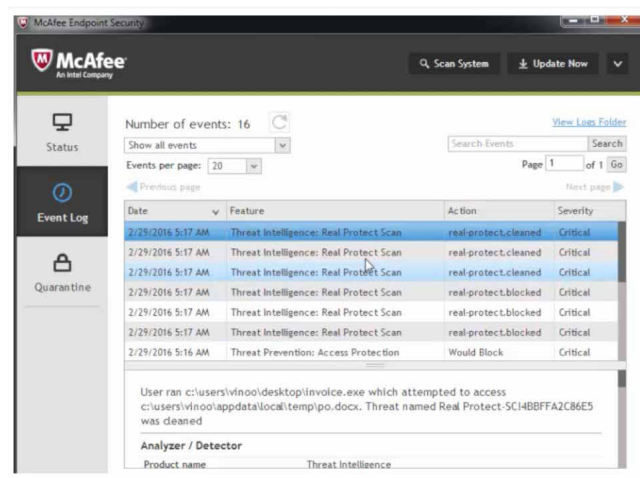 McAfee Endpoint Security
McAfee
An Intel Company
Scan System
Update Now
Status
Event Log
Quarantine
Number of events: 16
View Logs Folder
Show all events
Search Events
Search
Events per page: 20
Page 1 of 1 Go
Previous page
Next page
Date Feature Action Severity
2/29/2016 5:17 AM Threat Intelligence: Real Protect Scan real-protect.cleaned Critical
2/29/2016 5:17 AM Threat Intelligence: Real Protect Scan real-protect.cleaned Critical
2/29/2016 5:17 AM Threat Intelligence: Real Protect Scan real-protect.cleaned Critical
2/29/2016 5:17 AM Threat Intelligence: Real Protect Scan real-protect.blocked Critical
2/29/2016 5:17 AM Threat Intelligence: Real Protect Scan real-protect.blocked Critical
2/29/2016 5:17 AM Threat Intelligence: Real Protect Scan real-protect.blocked Critical
2/29/2016 5:16 AM Threat Prevention: Access Protection Would Block Critical
User ran c:\users\vinoo\desktop\invoice.exe which attempted to access
c:\users\vinoo\appdata\local\temp\po.docx. Threat named Real Protect-SCI4BBFFA2C86E5
was cleaned
Analyzer / Detector
Product name Threat Intelligence